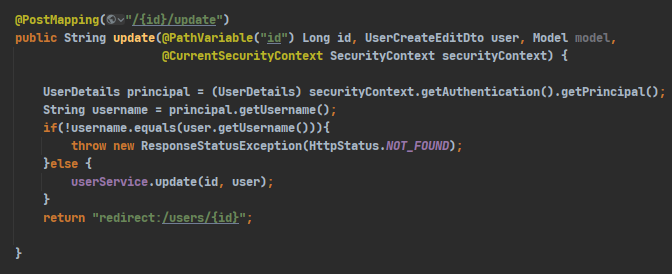 @PostMapping("/{id}/update")
public String update(@PathVariable("id") Long id, UserCreateEditDto user, Model model,
                     @CurrentSecurityContext SecurityContext securityContext) {

    UserDetails principal = (UserDetails) securityContext.getAuthentication().getPrincipal();
    String username = principal.getUsername();
    if(!username.equals(user.getUsername())){
        throw new ResponseStatusException(HttpStatus.NOT_FOUND);
    }else {
        userService.update(id, user);
    }
    return "redirect:/users/{id}";

}